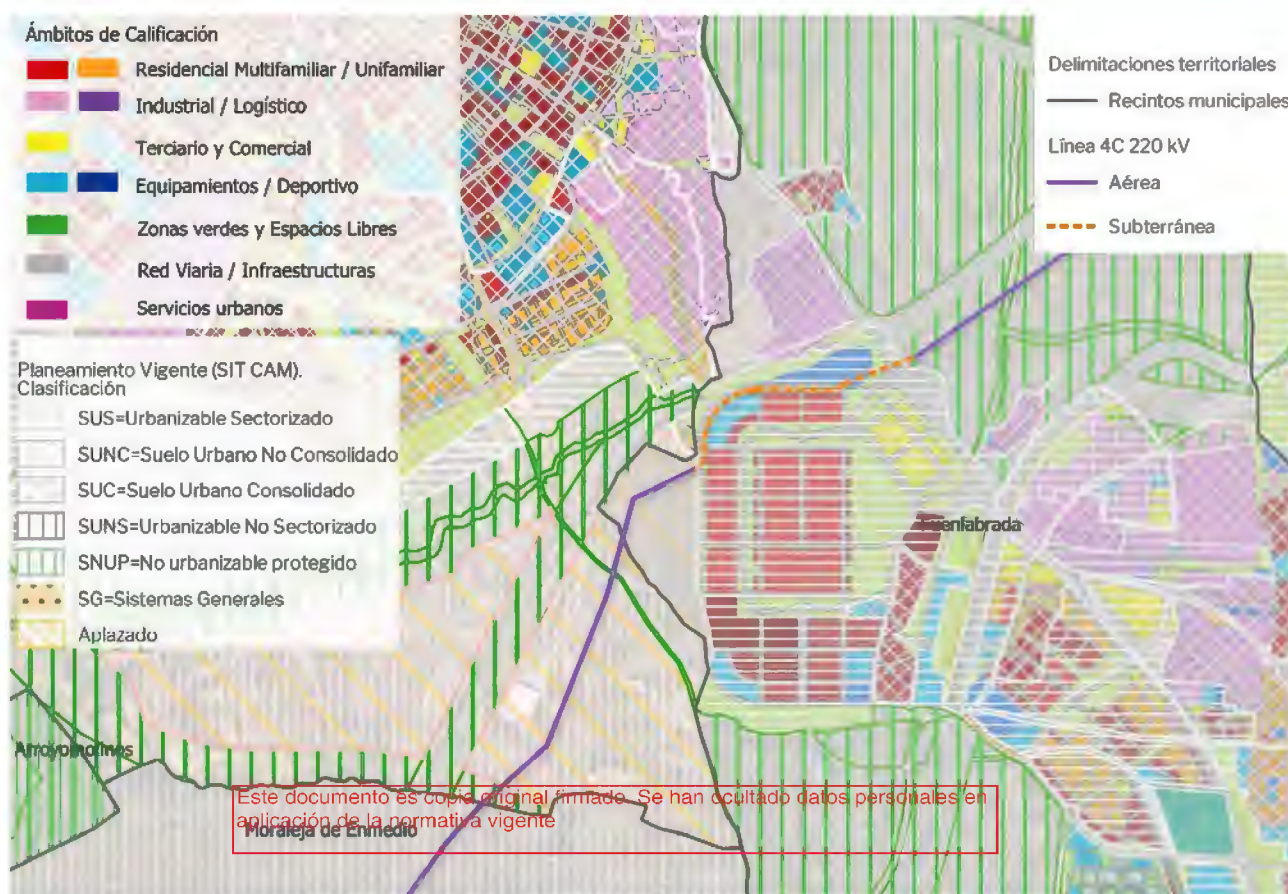 Ámbitos de Calificación
Residencial Multifamiliar / Unifamiliar
Industrial / Logístico
Terciario y Comercial
Equipamientos / Deportivo
Zonas verdes y Espacios Libres
Red Viaria / Infraestructuras
Servicios urbanos
Planeamiento Vigente (SIT CAM).
Clasificación
SUS=Urbanizable Sectorizado
SUNC=Suelo Urbano No Consolidado
SUC=Suelo Urbano Consolidado
SUNS=Urbanizable No Sectorizado
SNUP=No urbanizable protegido
SG=Sistemas Generales
Aplazado
Delimitaciones territoriales
Recintos municipales
Línea 4C 220 kV
Aérea
Subterránea
Fuenlabrada
Arroyomolinos
Este documento es copia original firmado. Se han ocultado datos personales en
aplicación de la normativa vigente
Moraleja de Enmedio